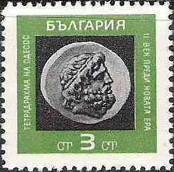 БЪЛГАРИЯ
ТЕТРАДРАХМА НА ОДЕСОС
II ВЕК ПРЕДИ НОВАТА ЕРА
СТ 3 СТ